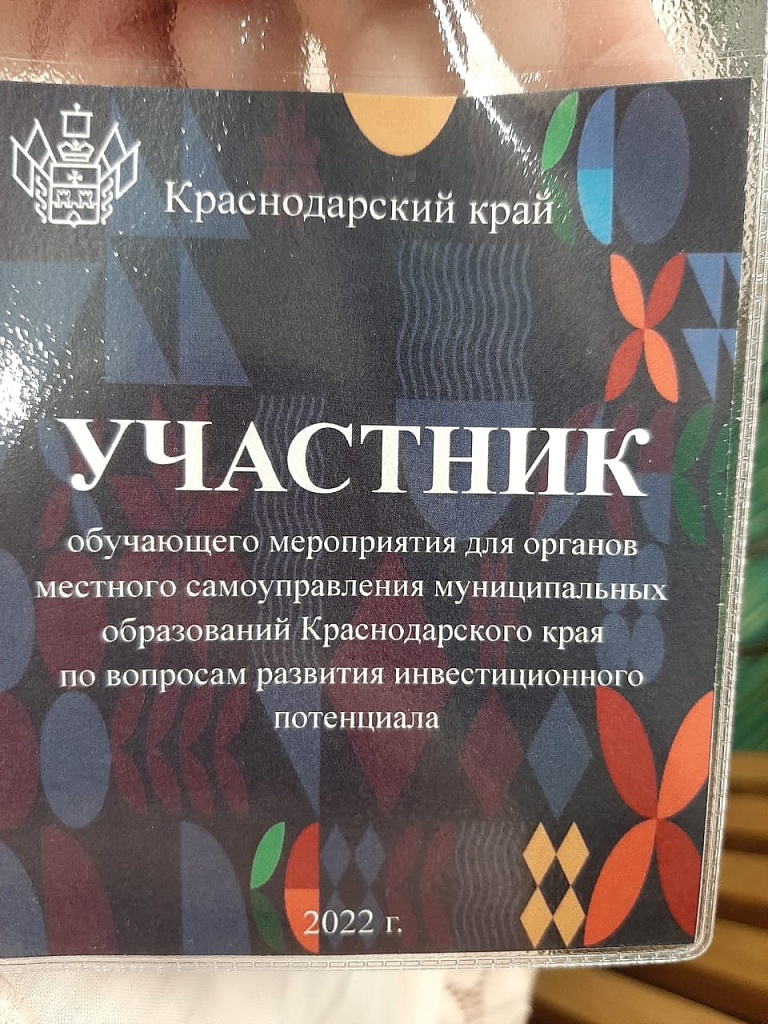 Краснодарский край
УЧАСТНИК
обучающего мероприятия для органов
местного самоуправления муниципальных
образований Краснодарского края
по вопросам развития инвестиционного
потенциала
2022 г.